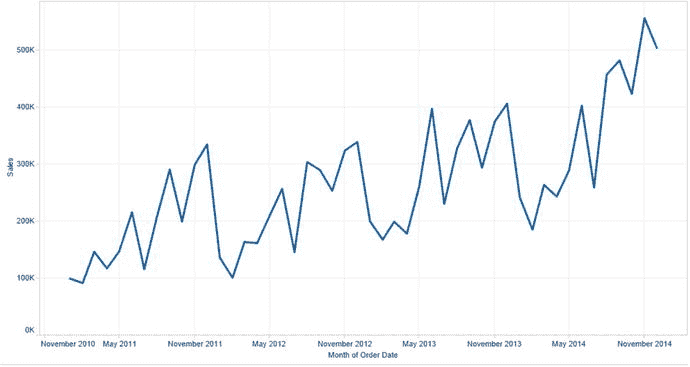 500K
400K
Sales
300K
200K
100K
0K
November 2010 May 2011 November 2011 May 2012 November 2012 May 2013 November 2013 May 2014 November 2014
Month of Order Date